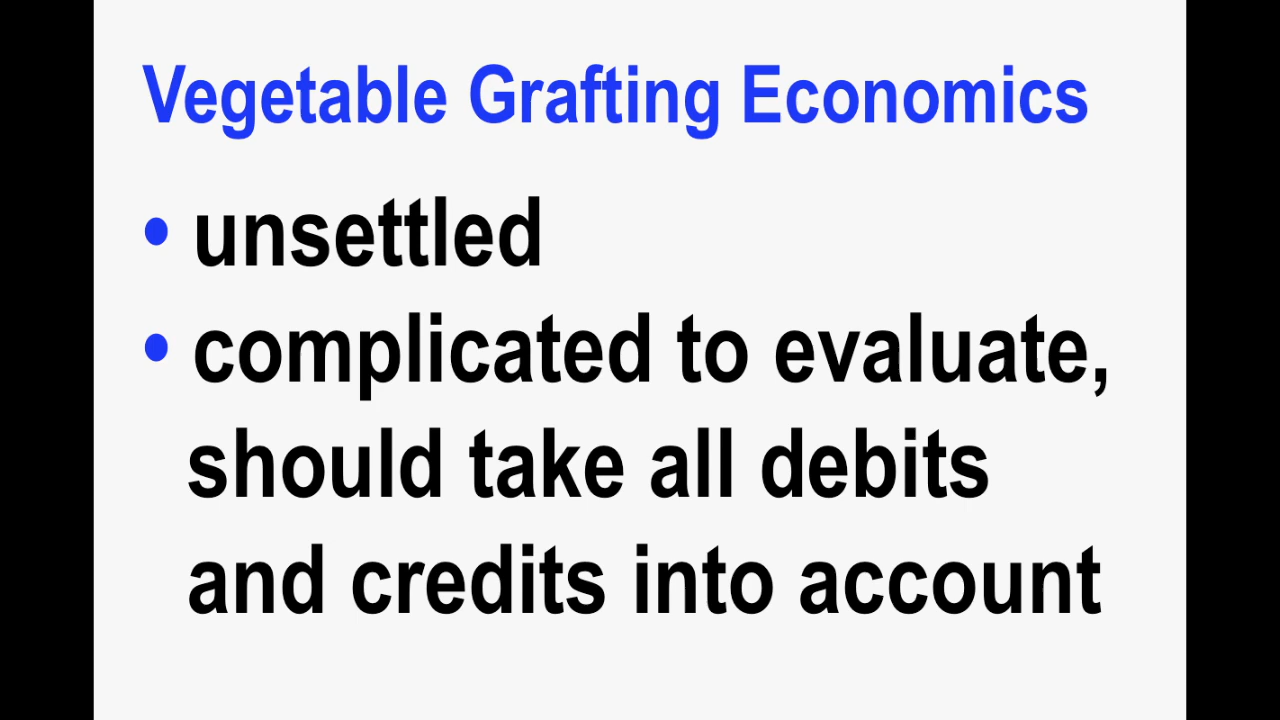 Vegetable Grafting Economics
• unsettled
• complicated to evaluate,
should take all debits
and credits into account